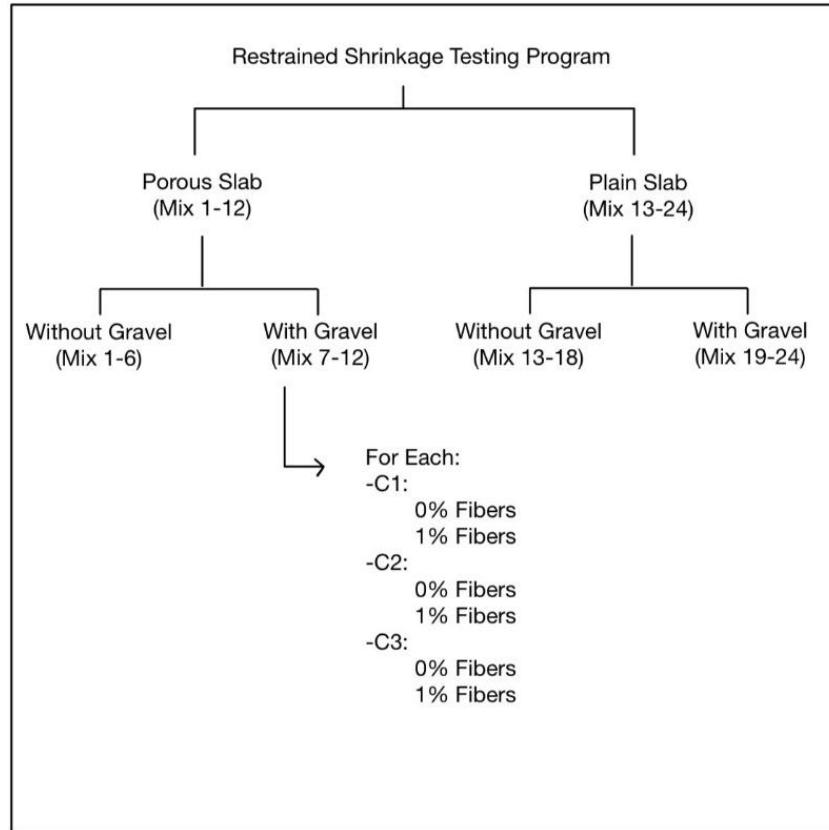 Restrained Shrinkage Testing Program
Porous Slab
(Mix 1-12)
Plain Slab
(Mix 13-24)
Without Gravel
(Mix 1-6)
With Gravel
(Mix 7-12)
Without Gravel
(Mix 13-18)
With Gravel
(Mix 19-24)
For Each:
-C1:
0% Fibers
1% Fibers
-C2:
0% Fibers
1% Fibers
-C3:
0% Fibers
1% Fibers